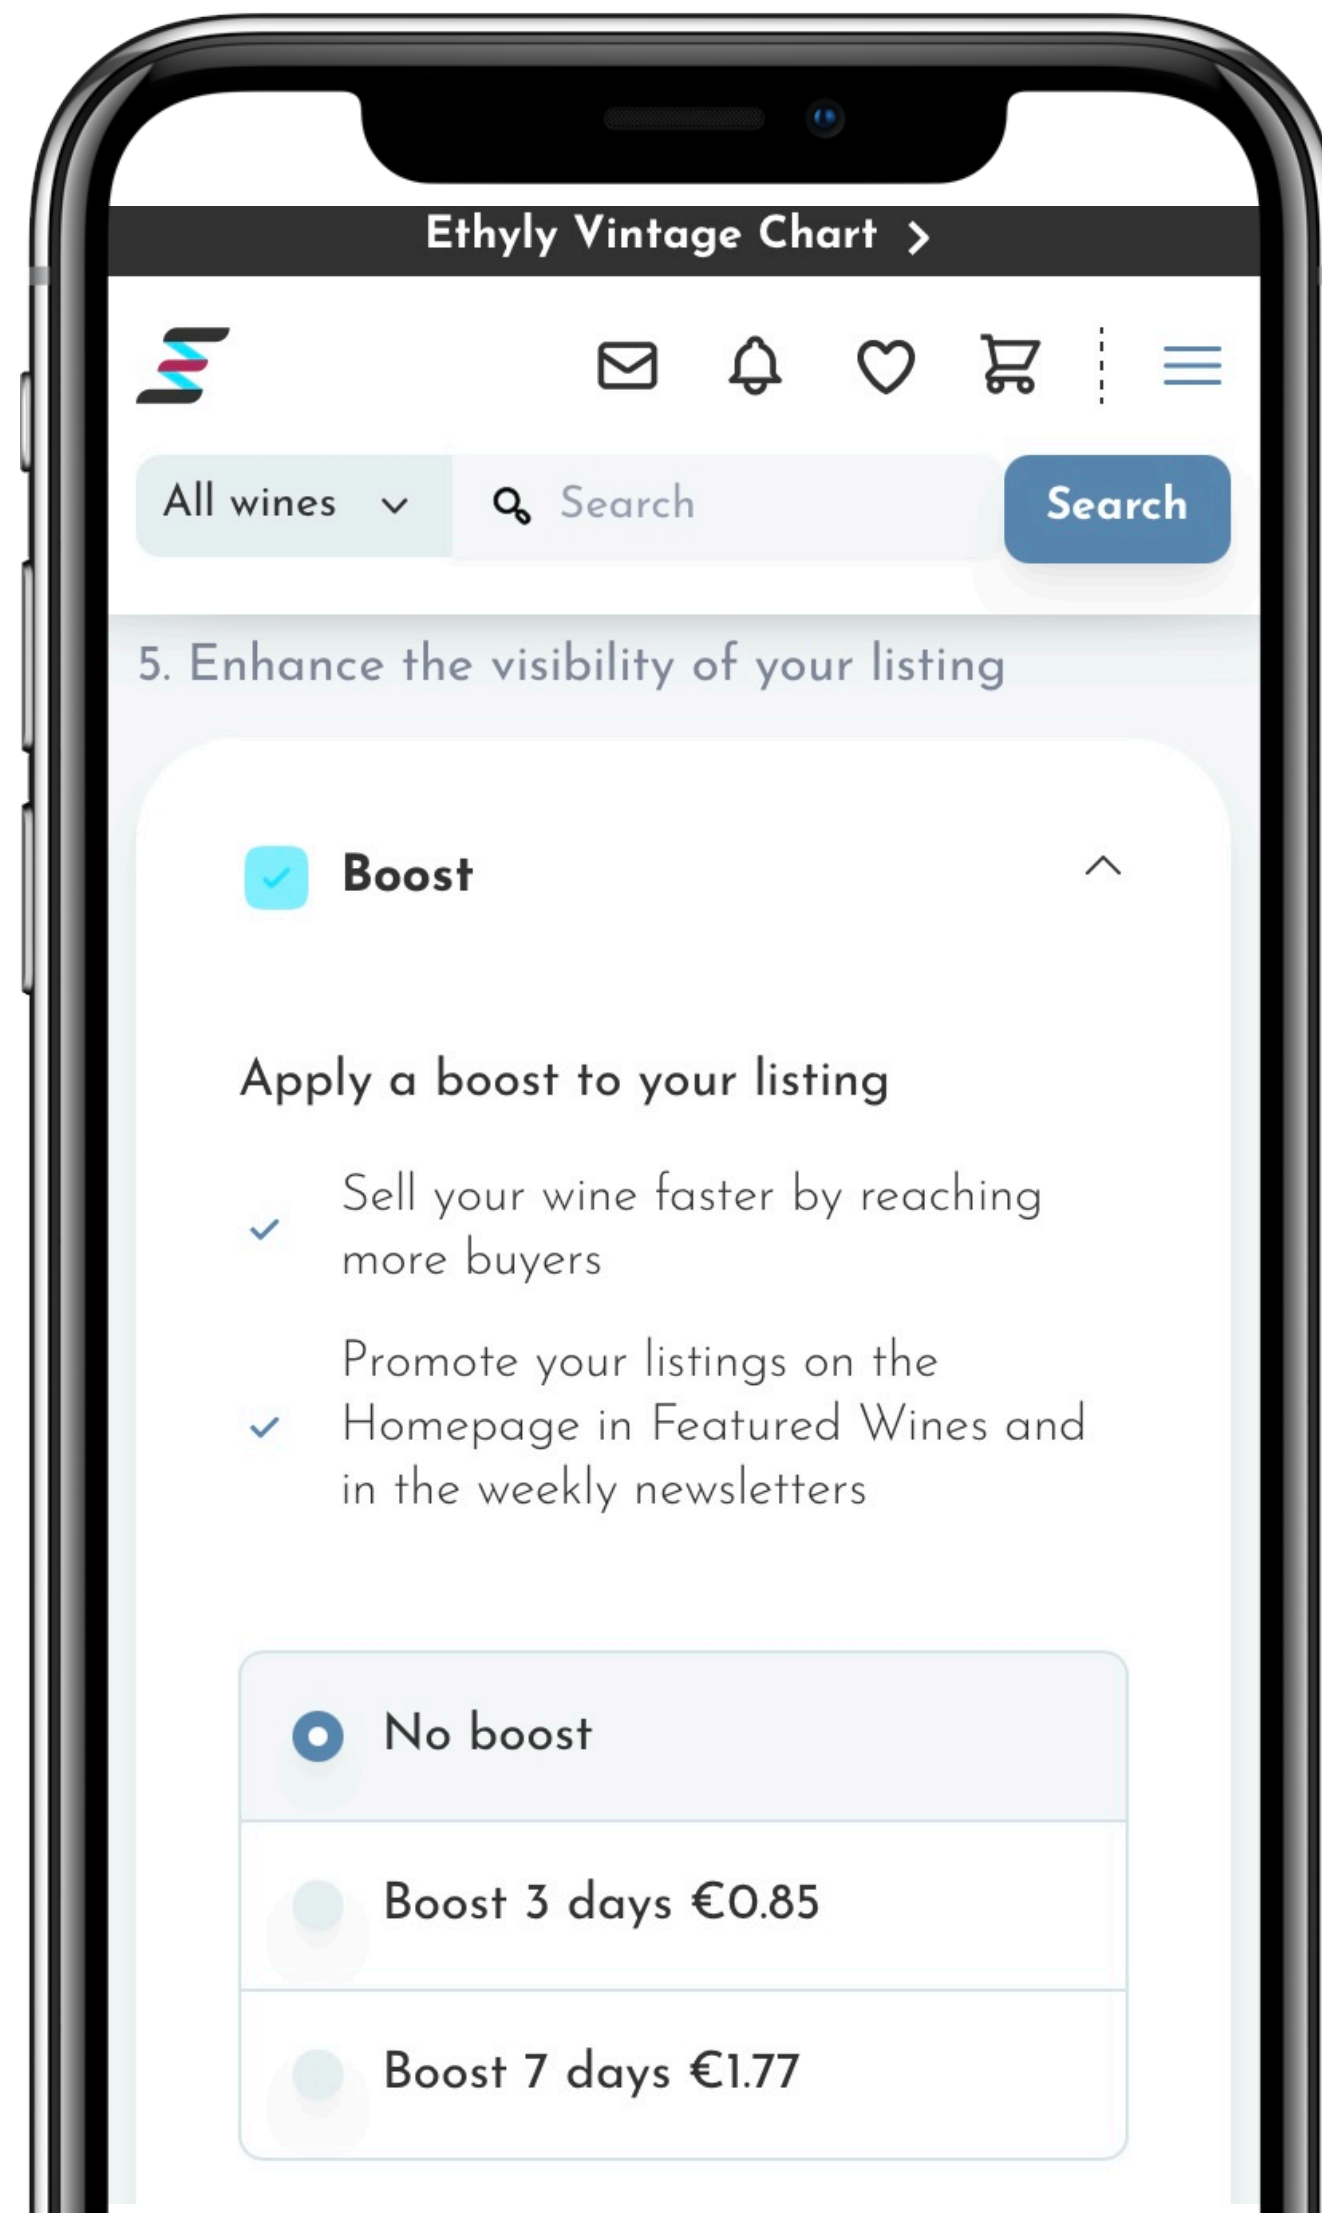 Ethyly Vintage Chart
All wines
Search
Search
5. Enhance the visibility of your listing
Boost
Apply a boost to your listing
Sell your wine faster by reaching
more buyers
Promote your listings on the
Homepage in Featured Wines and
in the weekly newsletters
No boost
Boost 3 days €0.85
Boost 7 days €1.77